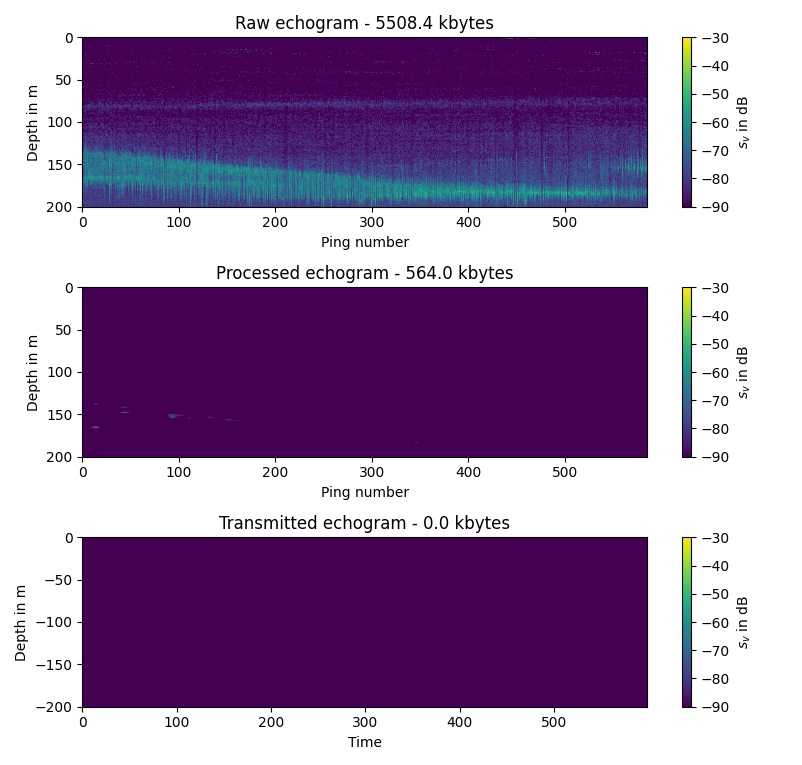 Raw echogram - 5508.4 kbytes
0
50
100
150
200
Depth in m
0 100 200 300 400 500
Ping number
−30
−40
−50
−60
−70
−80
−90
sv in dB
Processed echogram - 564.0 kbytes
0
50
100
150
200
Depth in m
0 100 200 300 400 500
Ping number
−30
−40
−50
−60
−70
−80
−90
sv in dB
Transmitted echogram - 0.0 kbytes
0
−50
−100
−150
−200
Depth in m
0 100 200 300 400 500
Time
−30
−40
−50
−60
−70
−80
−90
sv in dB